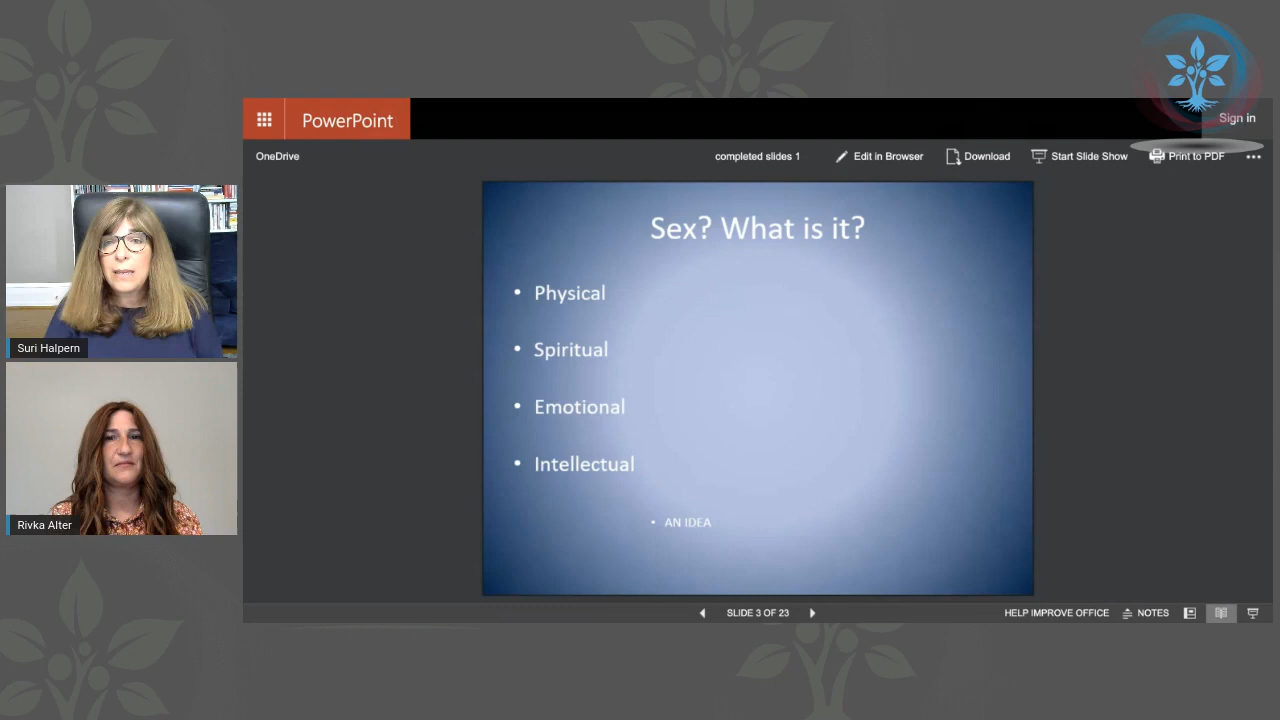 PowerPoint
Sign in
OneDrive
completed slides 1
Edit in Browser
Download
Start Slide Show
Print to PDF
Sex? What is it?
• Physical
• Spiritual
• Emotional
• Intellectual
• AN IDEA
Suri Halpern
Rivka Alter
SLIDE 3 OF 23
HELP IMPROVE OFFICE
NOTES